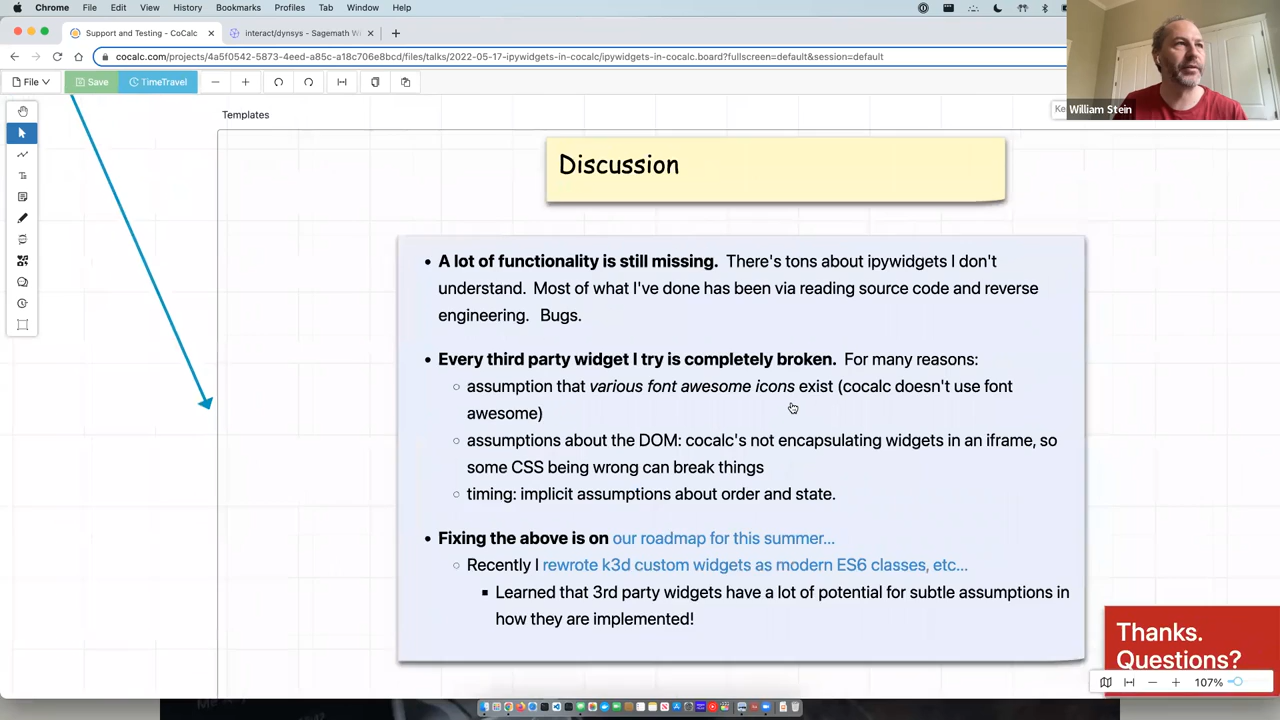 Chrome File Edit View History Bookmarks Profiles Tab Window Help
Support and Testing - CoCalc
interact/dynsys - Sagemath Wi
cocalc.com/projects/4a5f0542-5873-4eed-a85c-a18c706e8bcd/files/talks/2022-05-17-ipywidgets-in-cocalc/ipywidgets-in-cocalc.board?fullscreen=default&session=default
File Save TimeTravel
William Stein
Templates
Discussion
• A lot of functionality is still missing. There's tons about ipywidgets I don't
understand. Most of what I've done has been via reading source code and reverse
engineering. Bugs.
• Every third party widget I try is completely broken. For many reasons:
assumption that various font awesome icons exist (cocalc doesn't use font
awesome)
assumptions about the DOM: cocalc's not encapsulating widgets in an iframe, so
some CSS being wrong can break things
timing: implicit assumptions about order and state.
• Fixing the above is on our roadmap for this summer...
Recently I rewrote k3d custom widgets as modern ES6 classes, etc...
Learned that 3rd party widgets have a lot of potential for subtle assumptions in
how they are implemented!
Thanks.
Questions?
107%